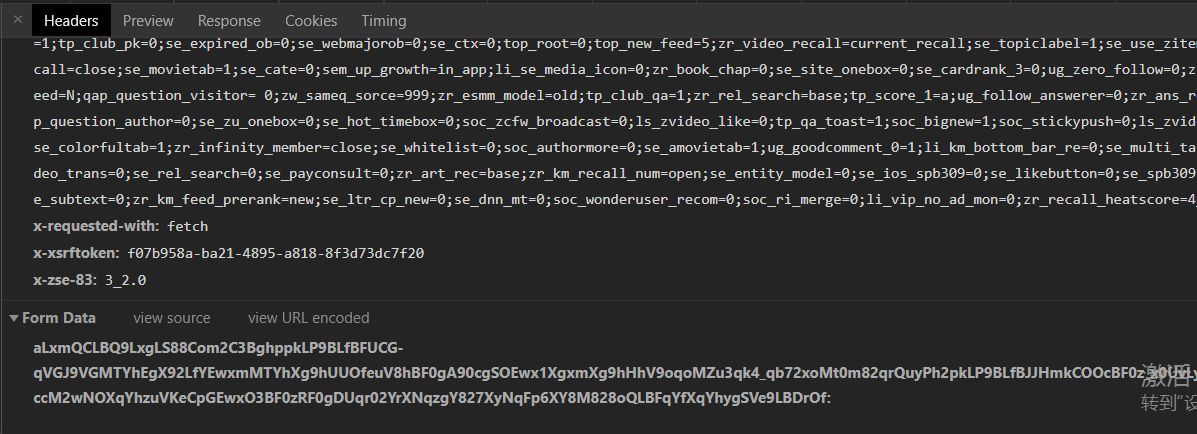 × Headers Preview Response Cookies Timing
=1;tp_club_pk=0;se_expired_ob=0;se_webmajorob=0;se_ctx=0;top_root=0;top_new_feed=5;zr_video_recall=current_recall;se_topiclabel=1;se_use_zitem
call=close;se_movietab=1;se_cate=0;sem_up_growth=in_app;li_se_media_icon=0;zr_book_chap=0;se_site_onebox=0;se_cardrank_3=0;ug_zero_follow=0;z
eed=N;qap_question_visitor= 0;zw_sameq_sorce=999;zr_esmm_model=old;tp_club_qa=1;zr_rel_search=base;tp_score_1=a;ug_follow_answerer=0;zr_ans_r
p_question_author=0;se_zu_onebox=0;se_hot_timebox=0;soc_zcfw_broadcast=0;ls_zvideo_like=0;tp_qa_toast=1;soc_bignew=1;soc_stickypush=0;ls_zvid
se_colorfultab=1;zr_infinity_member=close;se_whitelist=0;soc_authormore=0;se_amovietab=1;ug_goodcomment_0=1;li_km_bottom_bar_re=0;se_multi_ta
deo_trans=0;se_rel_search=0;se_payconsult=0;zr_art_rec=base;zr_km_recall_num=open;se_entity_model=0;se_ios_spb309=0;se_likebutton=0;se_spb309
e_subtext=0;zr_km_feed_prerank=new;se_ltr_cp_new=0;se_dnn_mt=0;soc_wonderuser_recom=0;soc_ri_merge=0;li_vip_no_ad_mon=0;zr_recall_heatscore=4
x-requested-with: fetch
x-xsrftoken: f07b958a-ba21-4895-a818-8f3d73dc7f20
x-zse-83: 3_2.0
Form Data view source view URL encoded
aLxmQCLBQ9LxgLS88Com2C3BghppkLP9BLfBFUCG-
qVGJ9VGMTYhEgX92LfYEwxmMTYhXg9hUUOfeuV8hBF0gA90cgSOEwx1XgxmXg9hHhV9oqoMZu3qk4_qb72xoMt0m82qrQuyPh2pkLP9BLfBJJHmkCOOcBF0z
ccM2wNOXqYhzuVKeCpGEwxO3BF0zRF0gDUqr02YrXNqzgY827XyNqFp6XY8M828oQLBFqYfXqYhygSVe9LBDrOf:
激活
转到"设